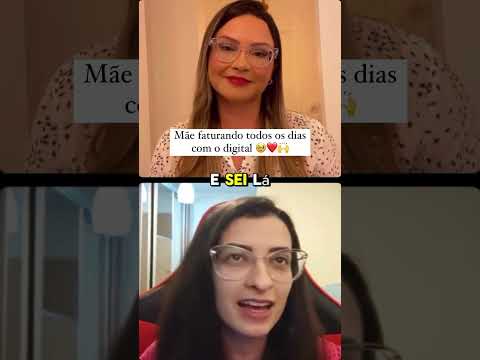 Mãe faturando todos os dias
com o digital 🥹❤️🙌
E SEI LÁ